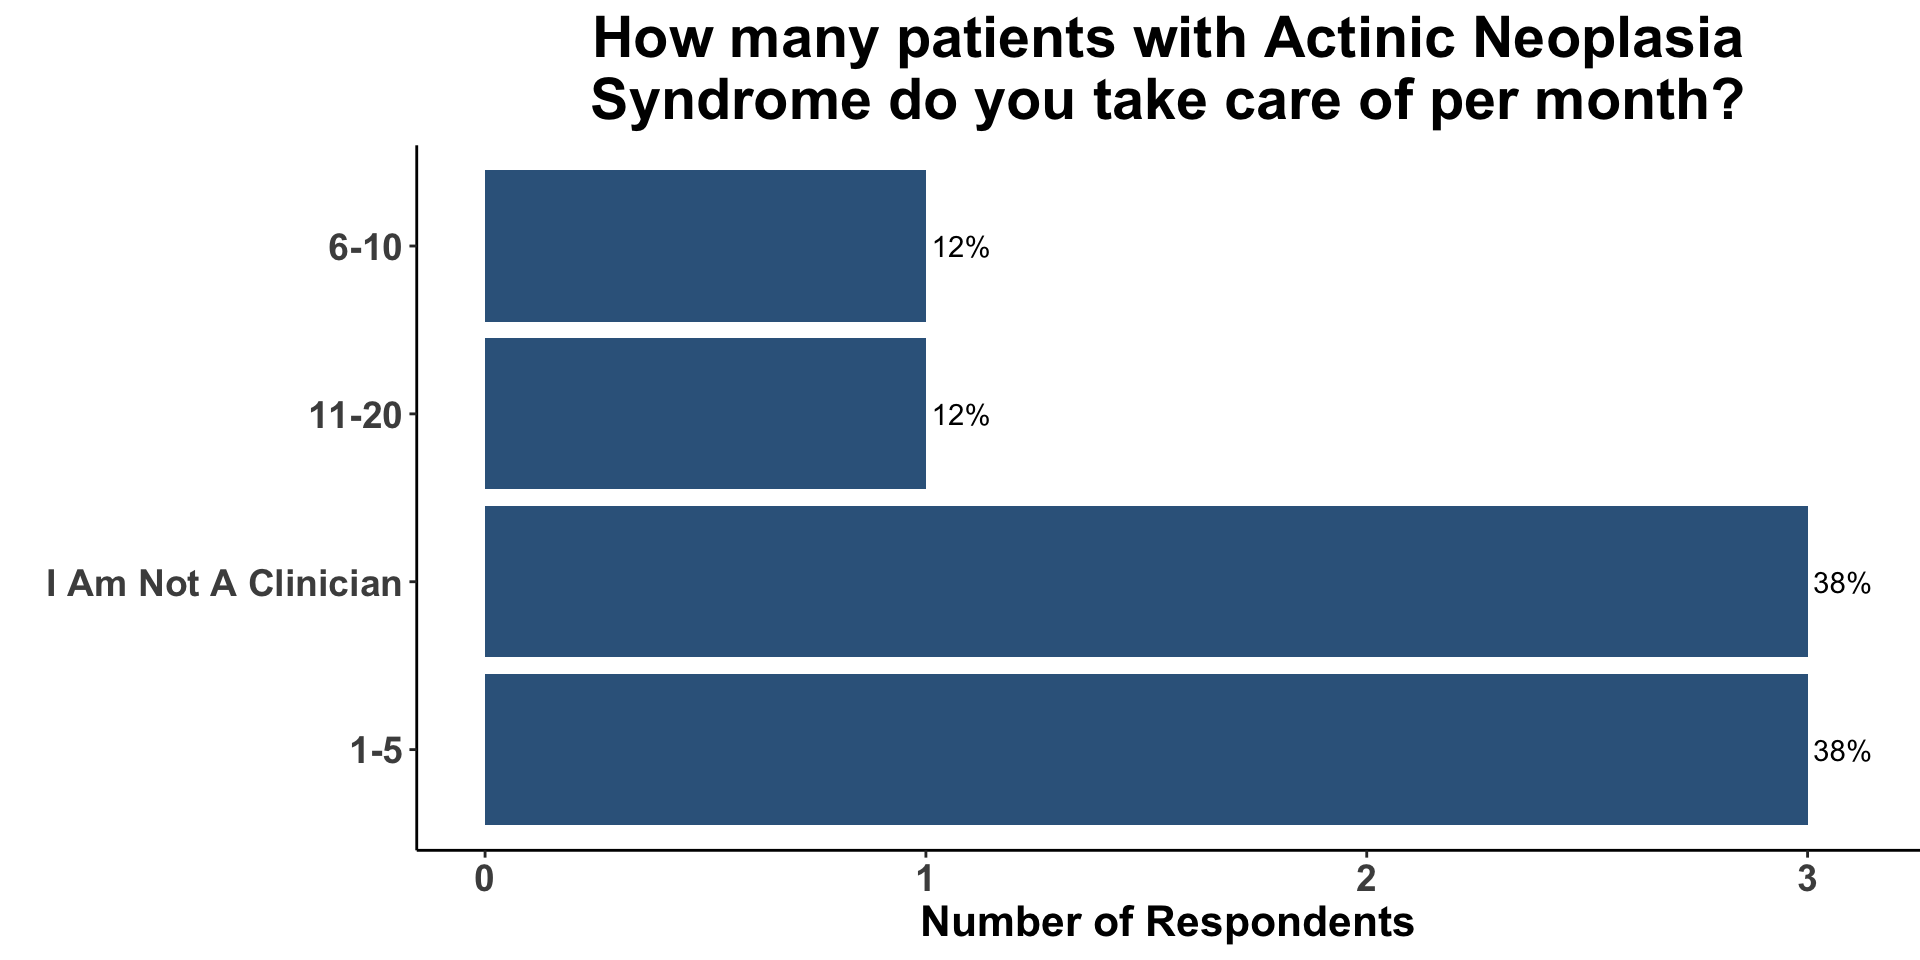 How many patients with Actinic Neoplasia
Syndrome do you take care of per month?
6-10
12%
11-20
12%
I Am Not A Clinician
38%
1-5
38%
0 1 2 3
Number of Respondents